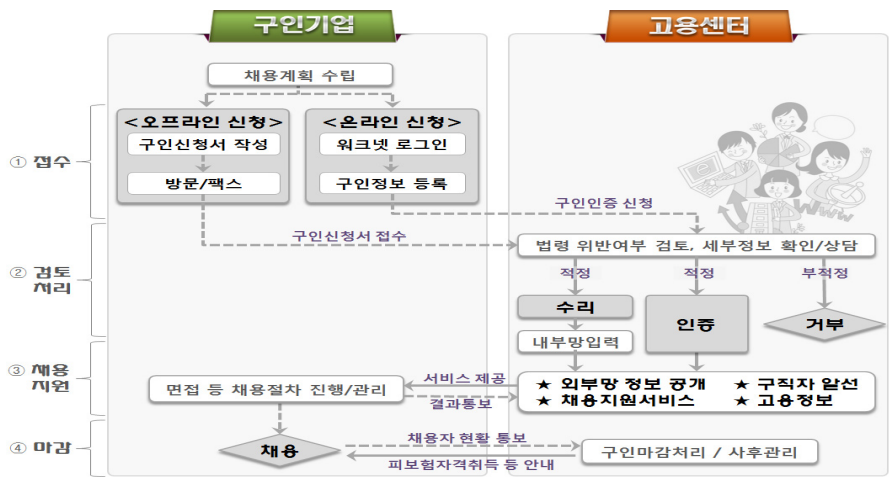 구인기업
고용센터
채용계획 수립
① 접수
<오프라인 신청>
구인신청서 작성
방문/팩스
<온라인 신청>
워크넷 로그인
구인정보 등록
구인인증 신청
구인신청서 접수
② 검토
처리
법령 위반여부 검토, 세부정보 확인/상담
적정
적정
부적정
수리
인증
거부
내부망입력
③ 채용
지원
면접 등 채용절차 진행/관리
서비스 제공
결과통보
★ 외부망 정보 공개 ★ 구직자 알선
★ 채용지원서비스 ★ 고용정보
④ 마감
채용
채용자 현황 통보
피보험자격취득 등 안내
구인마감처리 / 사후관리
WWW